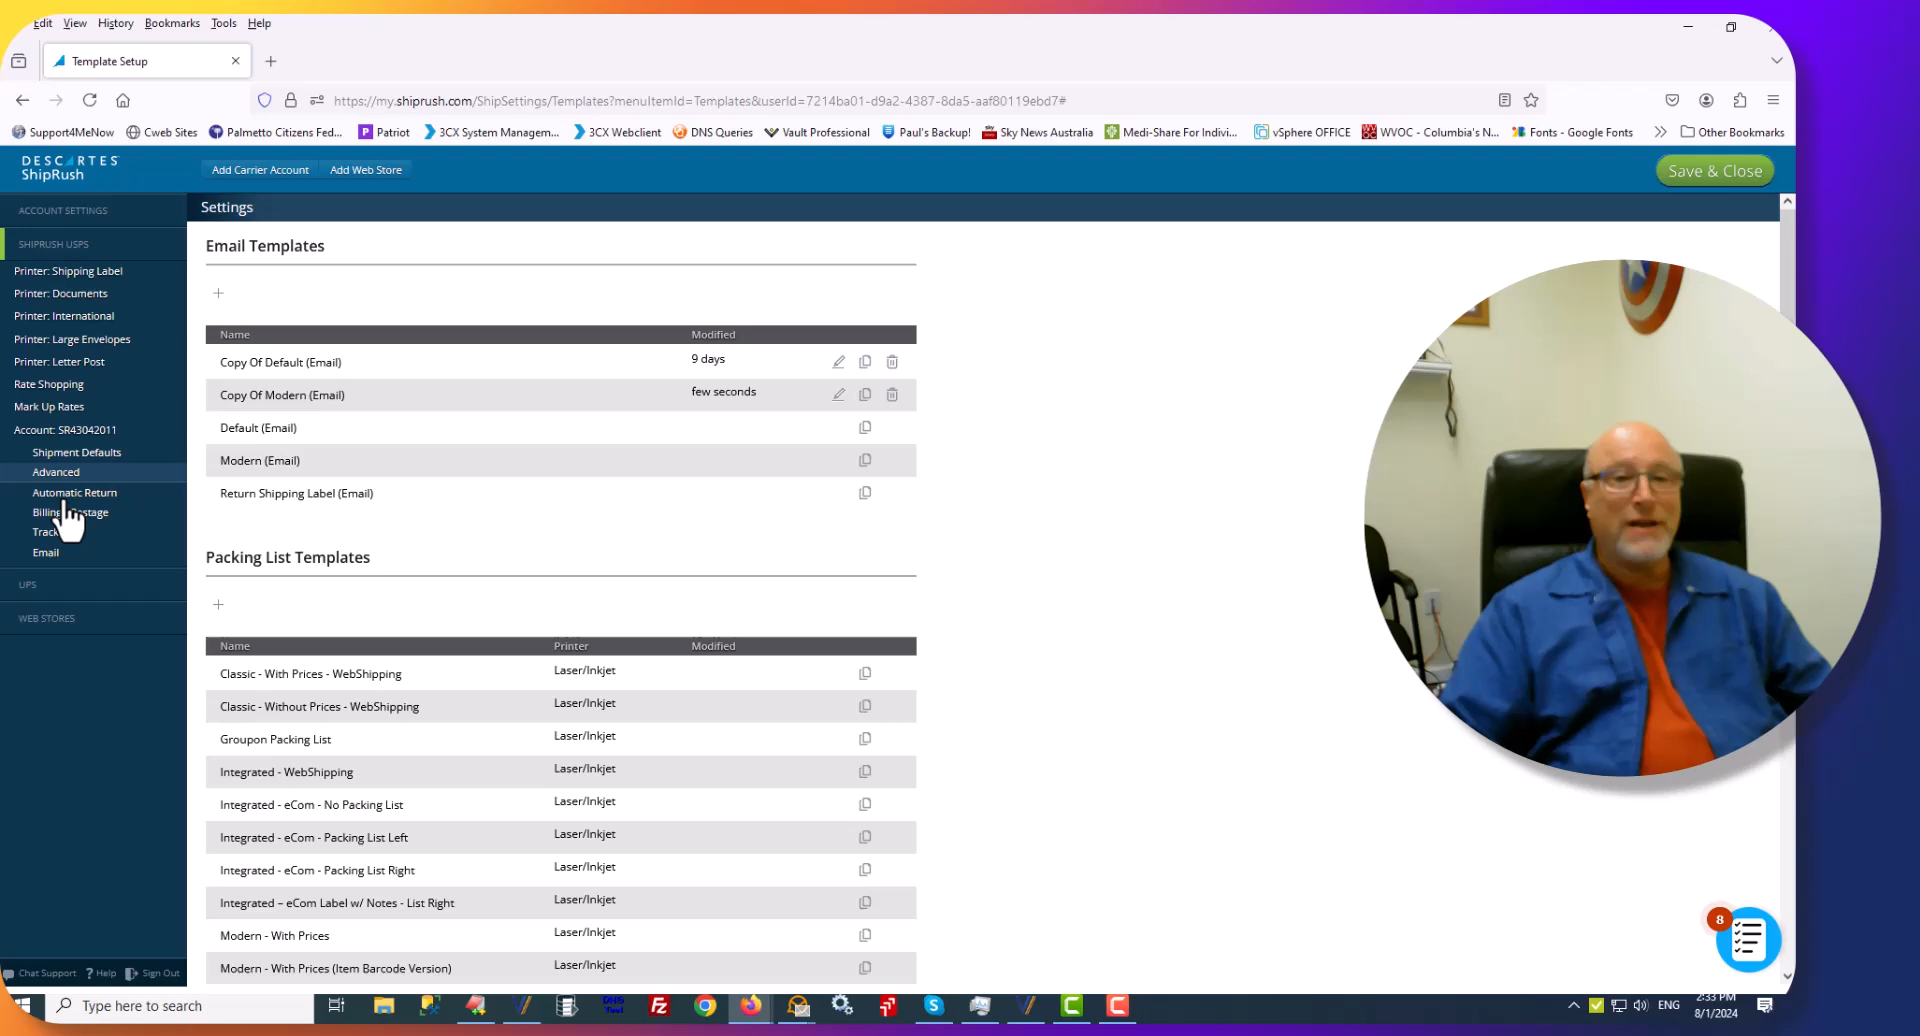 Edit View History Bookmarks Tools Help
Template Setup
https://my.shiprush.com/ShipSettings/Templates?menuItemId=Templates&userId=7214ba01-d9a2-4387-8da5-aaf80119ebd7#
Support4MeNow Cweb Sites Palmetto Citizens Fed... Patriot 3CX System Managem... 3CX Webclient DNS Queries Vault Professional Paul's Backup! Sky News Australia Medi-Share For Indivi... vSphere OFFICE WVOC - Columbia's N... Fonts - Google Fonts Other Bookmarks
DESCARTES
ShipRush
Add Carrier Account Add Web Store
Save & Close
ACCOUNT SETTINGS
SHIPRUSH USPS
Printer: Shipping Label
Printer: Documents
Printer: International
Printer: Large Envelopes
Printer: Letter Post
Rate Shopping
Mark Up Rates
Account: SR43042011
Shipment Defaults
Advanced
Automatic Return
Email
UPS
WEB STORES
Chat Support ? Help Sign Out
Settings
Email Templates
+
Name Modified
Copy Of Default (Email) 9 days
Copy Of Modern (Email) few seconds
Default (Email)
Modern (Email)
Return Shipping Label (Email)
Packing List Templates
+
Name Printer Modified
Classic - With Prices - WebShipping Laser/Inkjet
Classic - Without Prices - WebShipping Laser/Inkjet
Groupon Packing List Laser/Inkjet
Integrated - WebShipping Laser/Inkjet
Integrated - eCom - No Packing List Laser/Inkjet
Integrated - eCom - Packing List Left Laser/Inkjet
Integrated - eCom - Packing List Right Laser/Inkjet
Integrated – eCom Label w/ Notes - List Right Laser/Inkjet
Modern - With Prices Laser/Inkjet
Modern - With Prices (Item Barcode Version) Laser/Inkjet
8
Type here to search
DNS
Tool
ENG
2:33 PM
8/1/2024